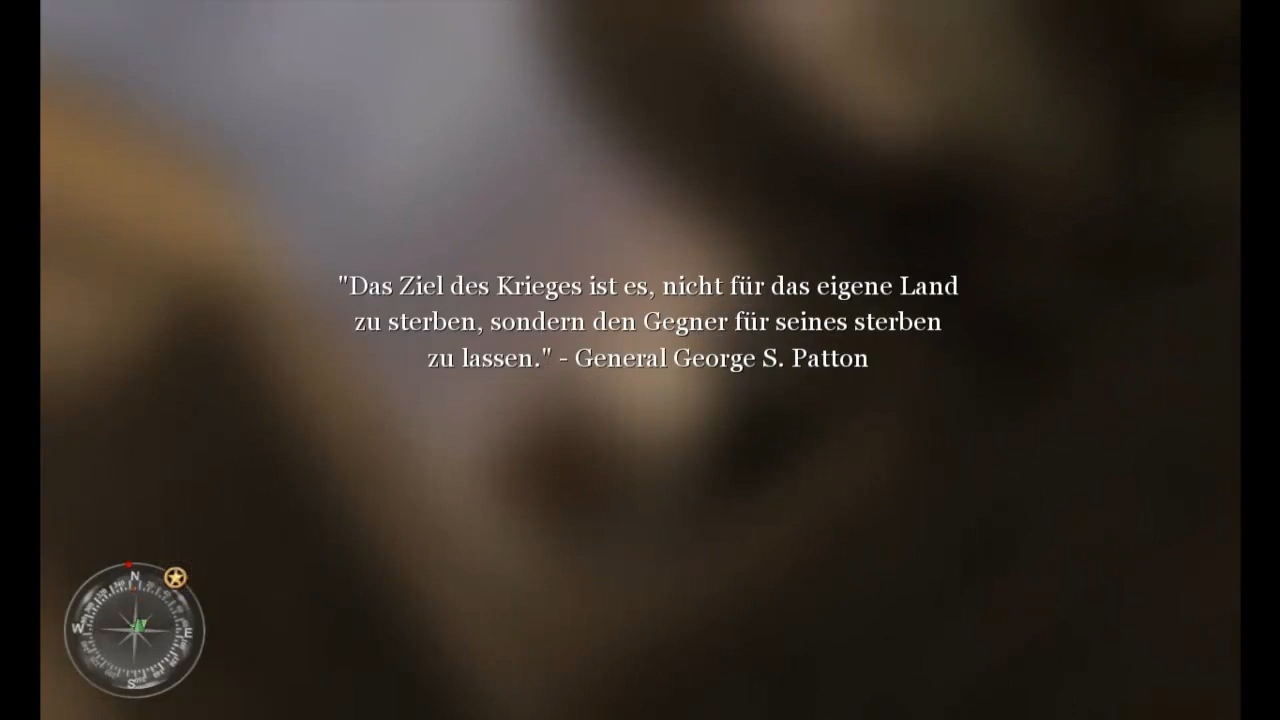 "Das Ziel des Krieges ist es, nicht für das eigene Land
zu sterben, sondern den Gegner für seines sterben
zu lassen." - General George S. Patton
N
W
E
S